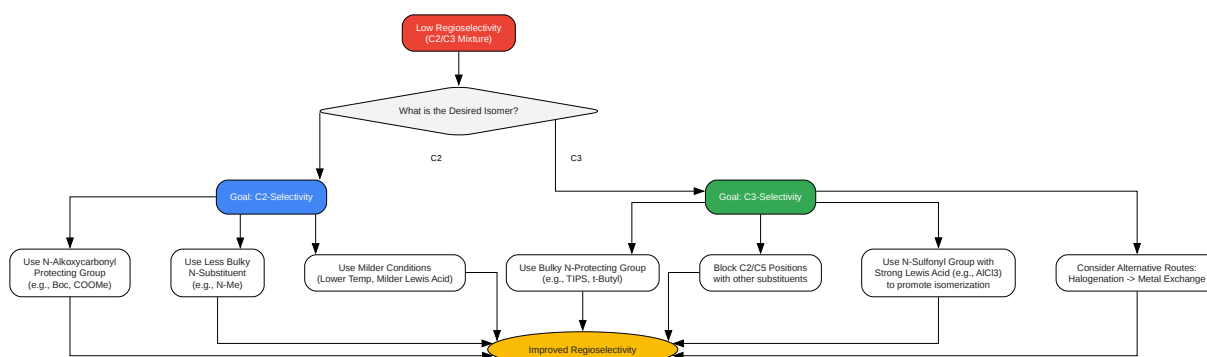 Low Regioselectivity
(C2/C3 Mixture)
What is the Desired Isomer?
C2
C3
Goal: C2-Selectivity
Goal: C3-Selectivity
Use N-Alkoxycarbonyl
Protecting Group
(e.g., Boc, COOMe)
Use Less Bulky
N-Substituent
(e.g., N-Me)
Use Milder Conditions
(Lower Temp, Milder Lewis Acid)
Use Bulky N-Protecting Group
(e.g., TIPS, t-Butyl)
Block C2/C5 Positions
with other substituents
Use N-Sulfonyl Group with
Strong Lewis Acid (e.g., AlCl3)
to promote isomerization
Consider Alternative Routes:
Halogenation -> Metal Exchange
Improved Regioselectivity